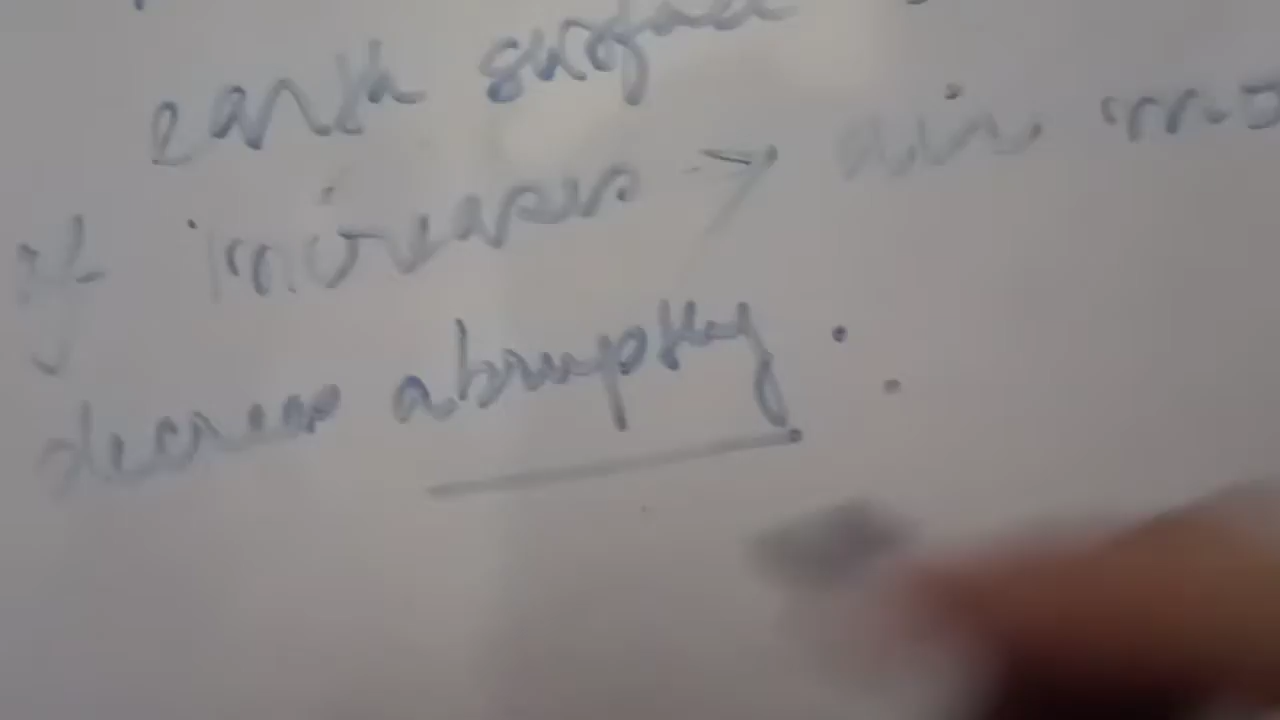 earth surface
if increases → air
decrease abruptly.